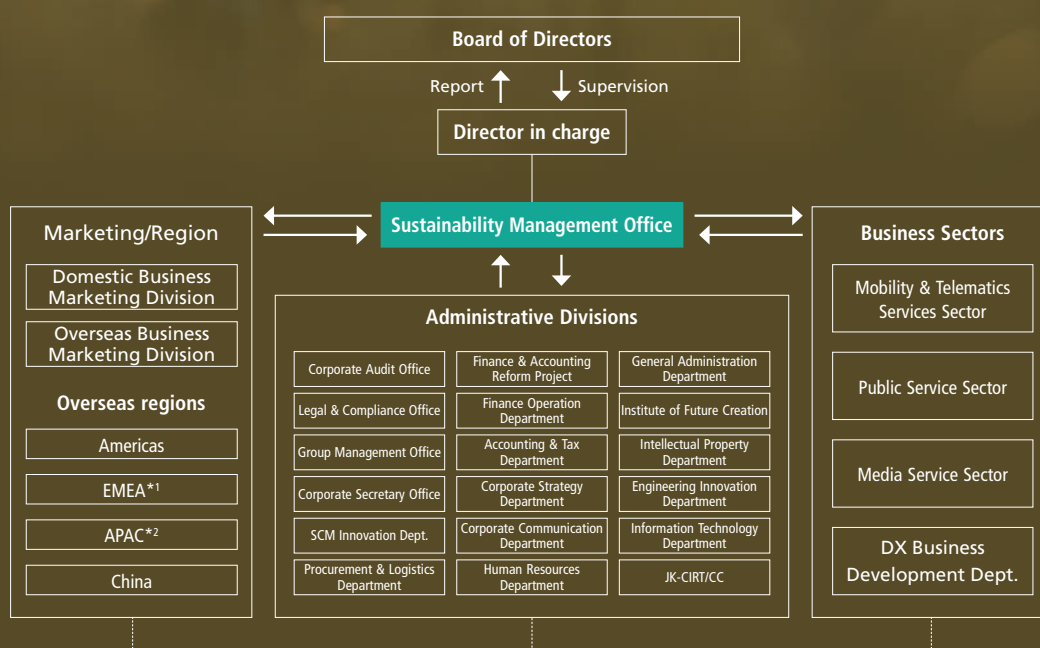 Board of Directors
Report
Supervision
Director in charge
Sustainability Management Office
Marketing/Region
Domestic Business
Marketing Division
Overseas Business
Marketing Division
Overseas regions
Americas
EMEA*1
APAC*2
China
Administrative Divisions
Corporate Audit Office
Finance & Accounting
Reform Project
General Administration
Department
Legal & Compliance Office
Finance Operation
Department
Institute of Future Creation
Group Management Office
Accounting & Tax
Department
Intellectual Property
Department
Corporate Secretary Office
Corporate Strategy
Department
Engineering Innovation
Department
SCM Innovation Dept.
Corporate Communication
Department
Information Technology
Department
Procurement & Logistics
Department
Human Resources
Department
JK-CIRT/CC
Business Sectors
Mobility & Telematics
Services Sector
Public Service Sector
Media Service Sector
DX Business
Development Dept.